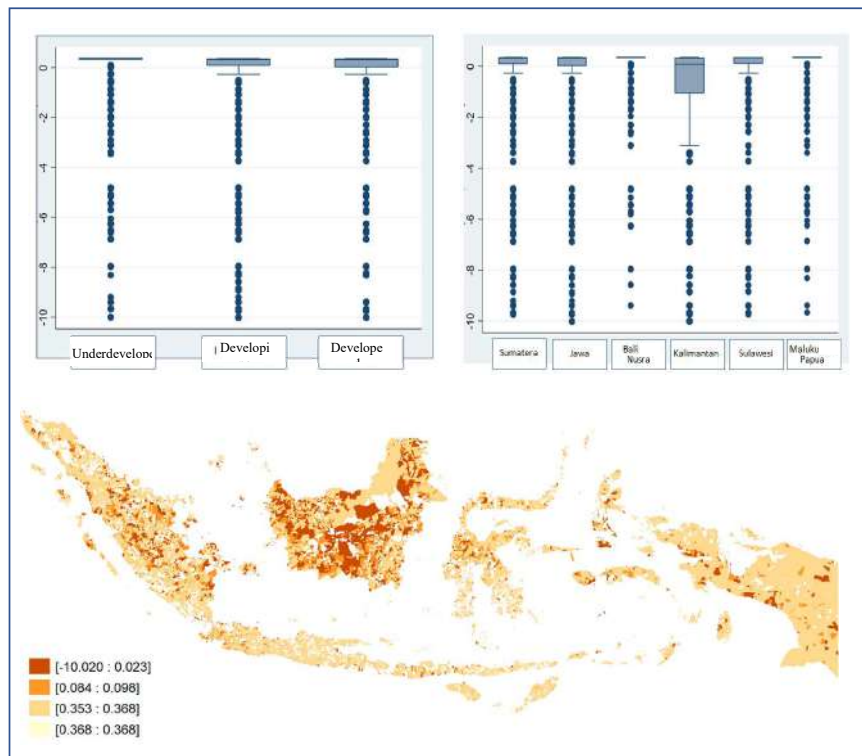 0
-2
-4
-6
-8
-10
Underdevelope
Developi
Develope
0
-2
-4
-6
-8
-10
Sumatera
Jawa
Bali
Nusra
Kalimantan
Sulawesi
Maluku
Papua
[-10.020 : 0.023]
[0.084 : 0.098]
[0.353 : 0.368]
[0.368 : 0.368]